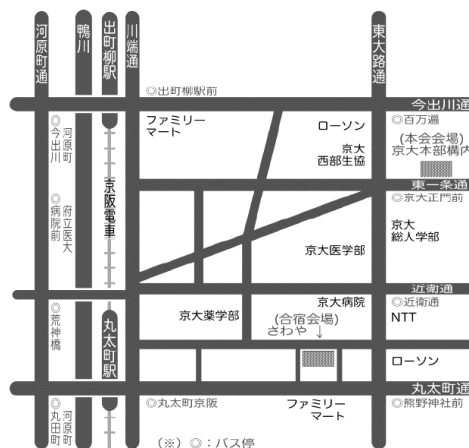 河原町通
鴨川
出町柳駅
川端通
東大路通
◎出町柳駅前
今出川通
ファミリー
マート
ローソン
京大
西部生協
◎百万遍
(本会会場)
京大本部構内
◎河原町
今出川
東一条通
◎京大正門前
京阪電車
◎府立医大
病院前
京大
総人学部
京大医学部
近衛通
◎荒神橋
丸太町駅
京大薬学部
京大病院
(合宿会場)
さわや ↓
◎近衛通
NTT
ローソン
丸太町通
◎河原町
丸田町
◎丸太町京阪
ファミリー
マート
◎熊野神社前
(※) ◎：バス停